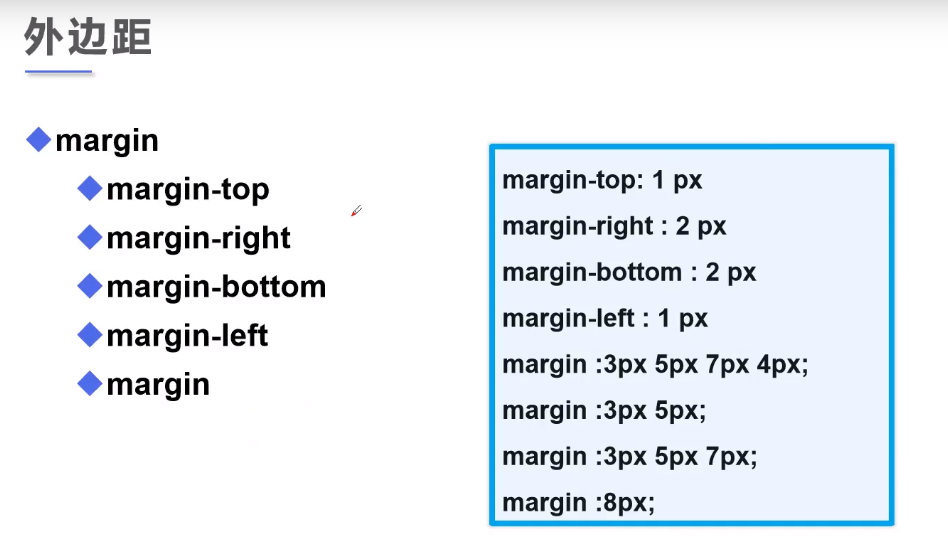 外边距
margin
margin-top
margin-right
margin-bottom
margin-left
margin
margin-top: 1 px
margin-right : 2 px
margin-bottom : 2 px
margin-left : 1 px
margin :3px 5px 7px 4px;
margin :3px 5px;
margin :3px 5px 7px;
margin :8px;